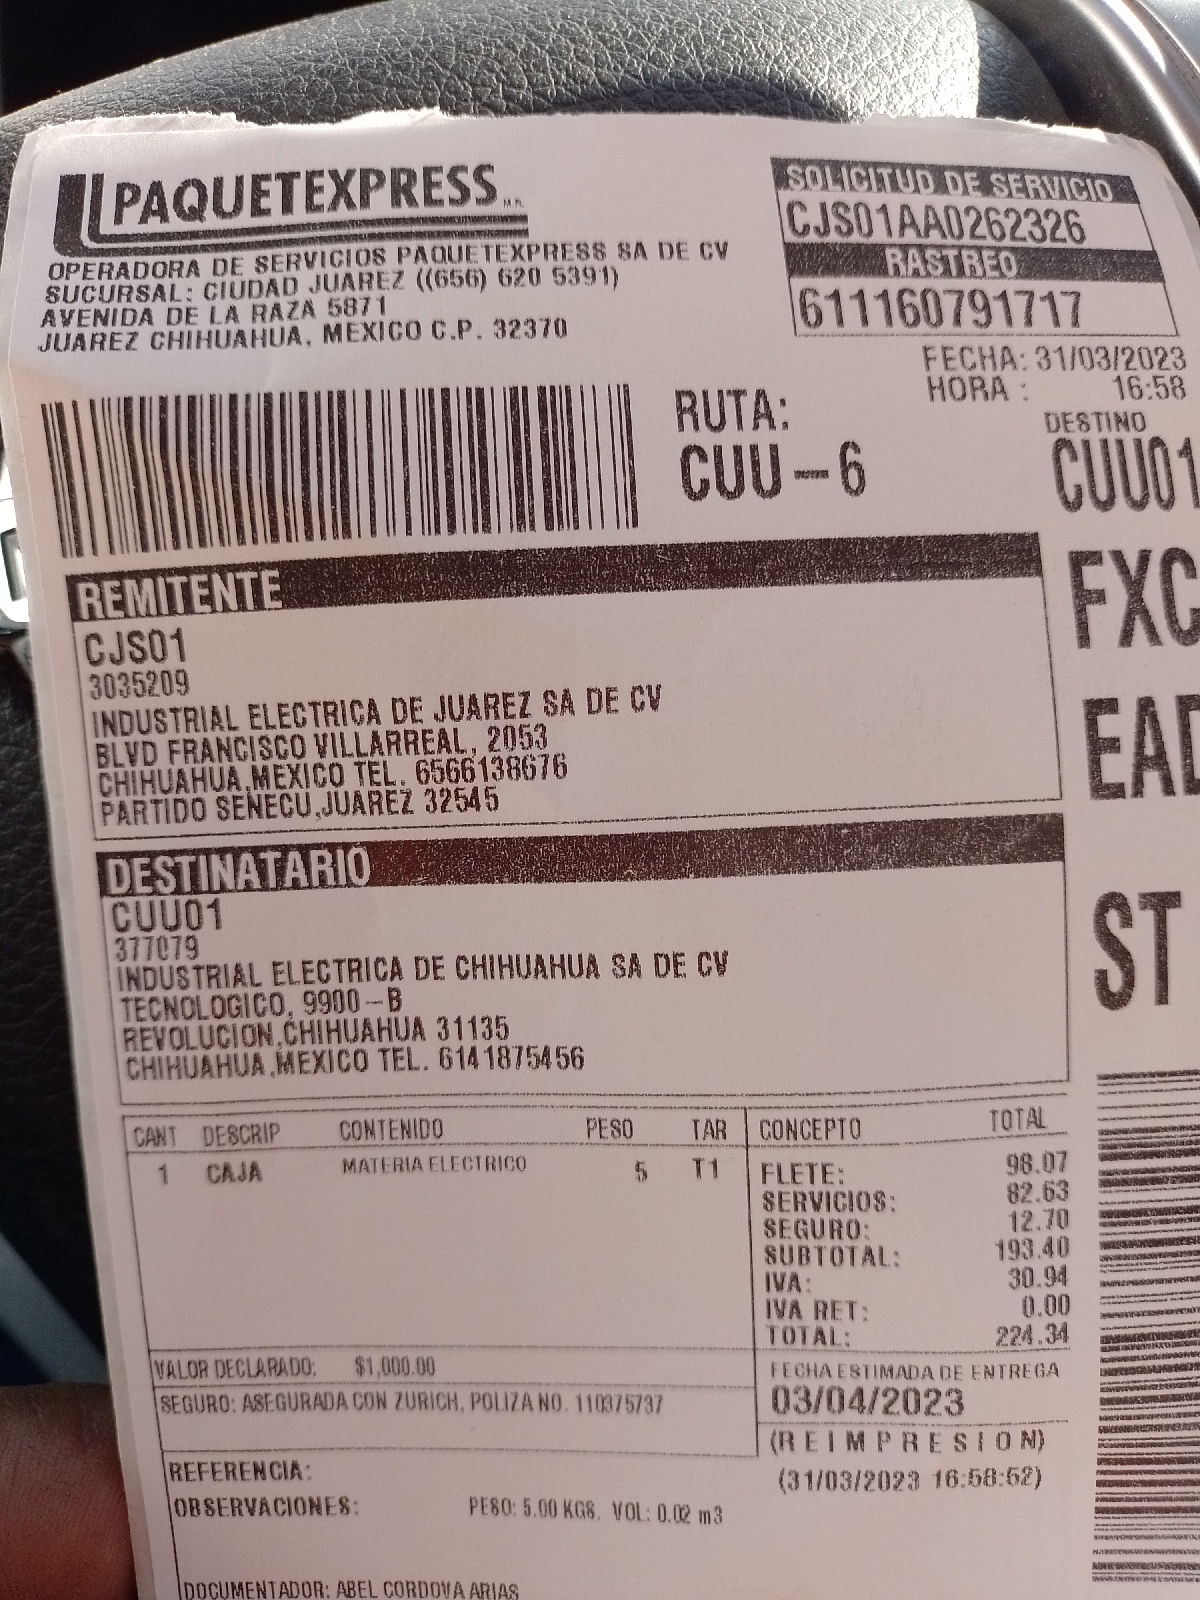 PAQUETEXPRESS M.R.
OPERADORA DE SERVICIOS PAQUETEXPRESS SA DE CV
SUCURSAL: CIUDAD JUAREZ ((656) 620 5391)
AVENIDA DE LA RAZA 5871
JUAREZ CHIHUAHUA, MEXICO C.P. 32370
SOLICITUD DE SERVICIO
CJS01AA0262326
RASTREO
611160791717
FECHA: 31/03/2023
HORA : 16:58
RUTA:
CUU-6
DESTINO
CUU01
FXC
EAD
ST
REMITENTE
CJS01
3035209
INDUSTRIAL ELECTRICA DE JUAREZ SA DE CV
BLVD FRANCISCO VILLARREAL, 2053
CHIHUAHUA,MEXICO TEL. 6566138676
PARTIDO SENECU,JUAREZ 32545
DESTINATARIO
CUU01
377079
INDUSTRIAL ELECTRICA DE CHIHUAHUA SA DE CV
TECNOLOGICO, 9900-B
REVOLUCION,CHIHUAHUA 31135
CHIHUAHUA,MEXICO TEL. 6141875456
CANT DESCRIP CONTENIDO PESO TAR
1 CAJA MATERIA ELECTRICO 5 T1
CONCEPTO TOTAL
FLETE: 98.07
SERVICIOS: 82.63
SEGURO: 12.70
SUBTOTAL: 193.40
IVA: 30.94
IVA RET: 0.00
TOTAL: 224.34
VALOR DECLARADO: $1,000.00
SEGURO: ASEGURADA CON ZURICH, POLIZA NO. 110375737
FECHA ESTIMADA DE ENTREGA
03/04/2023
(REIMPRESION)
(31/03/2023 16:58:52)
REFERENCIA:
OBSERVACIONES: PESO: 5.00 KGS. VOL: 0.02 m3
DOCUMENTADOR: ABEL CORDOVA ARIAS